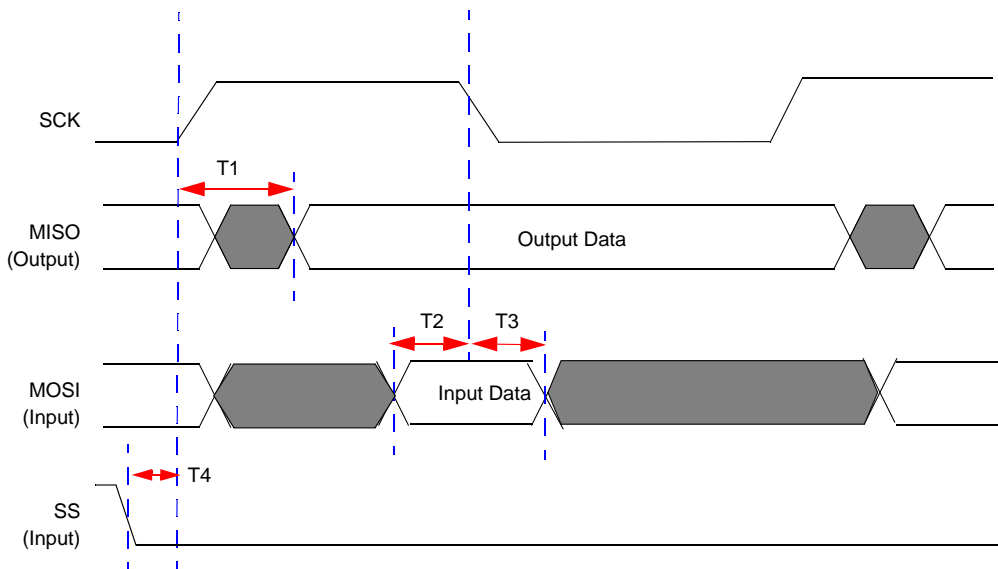 SCK
T1
MISO
(Output)
Output Data
T2
T3
MOSI
(Input)
Input Data
T4
SS
(Input)